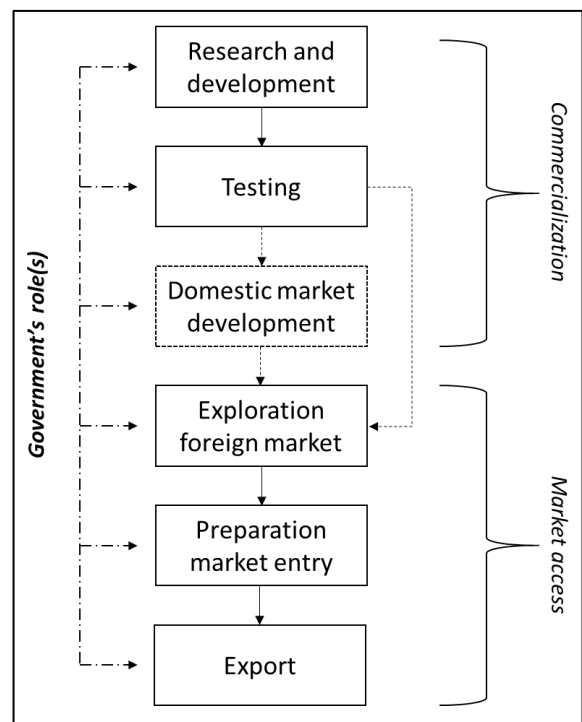 Government's role(s)
Research and
development
Testing
Domestic market
development
Exploration
foreign market
Preparation
market entry
Export
Commercialization
Market access